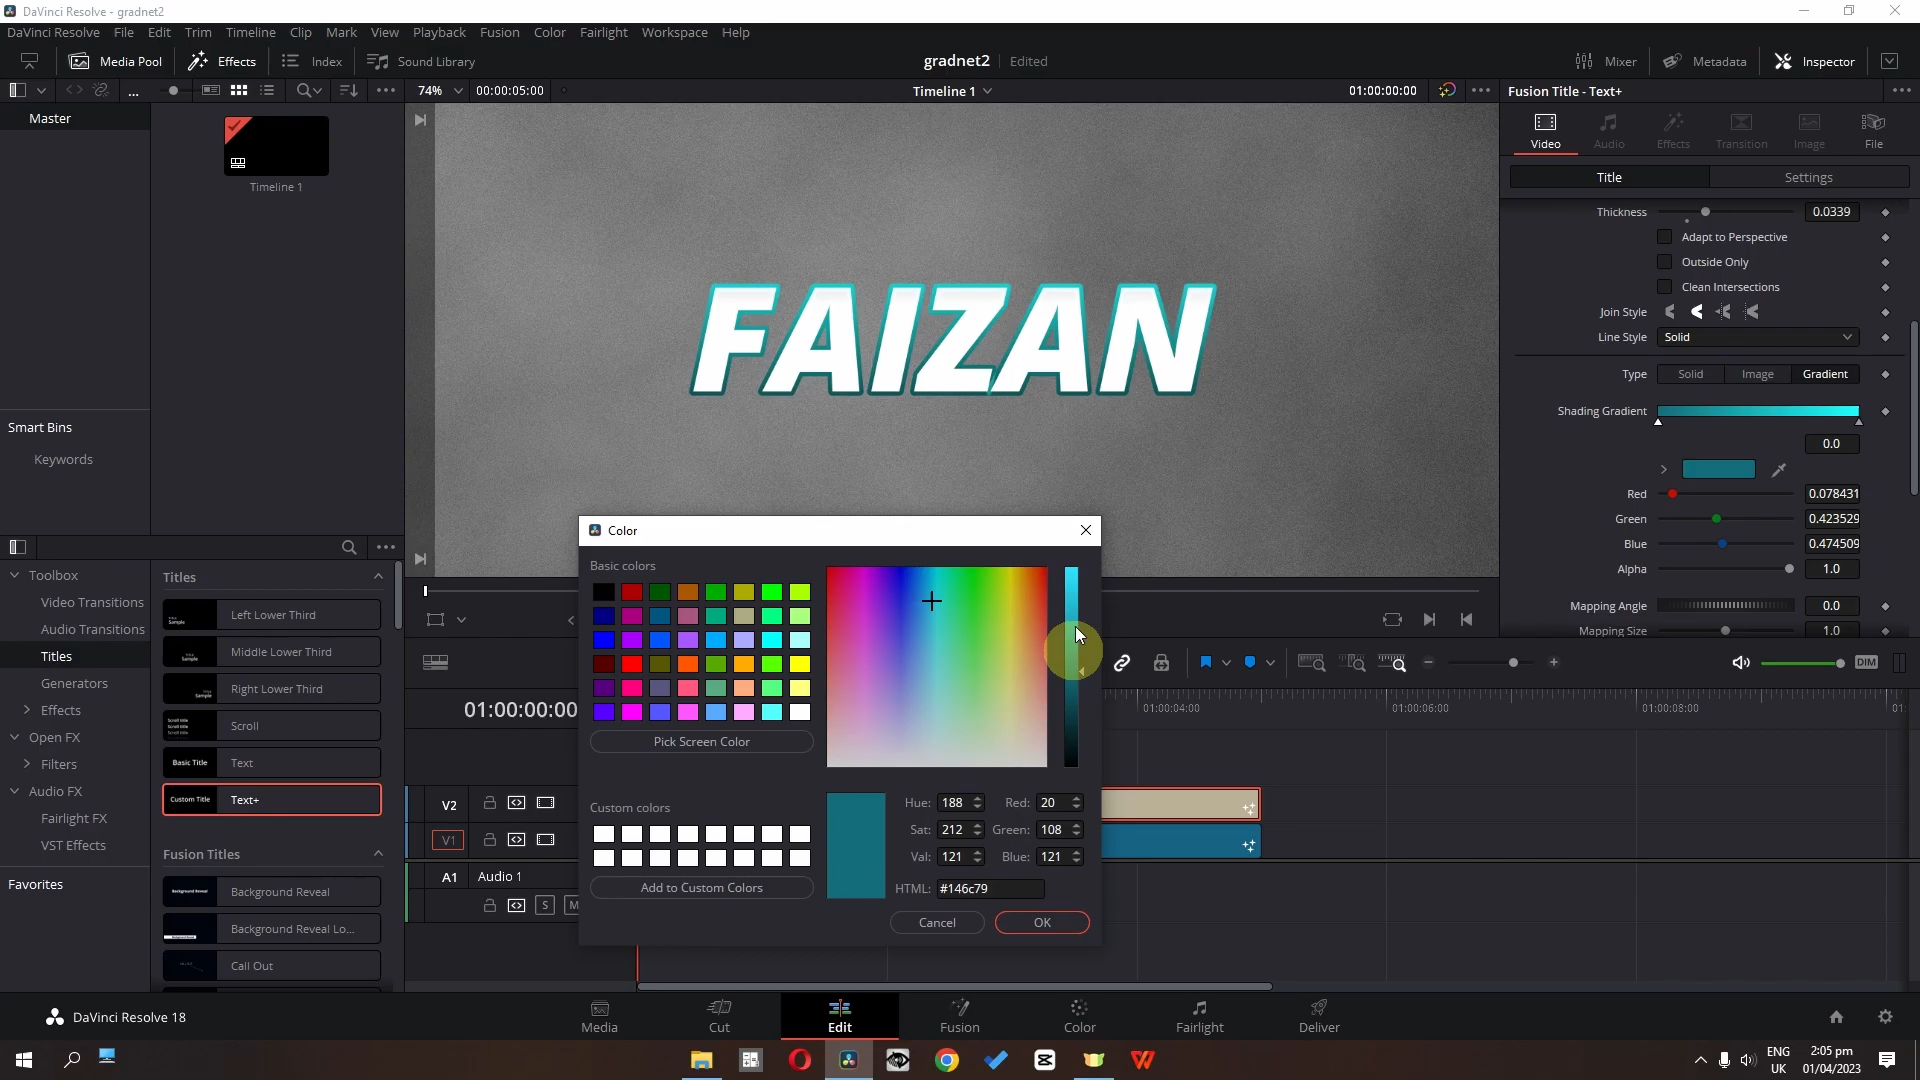 DaVinci Resolve - gradnet2
DaVinci Resolve File Edit Trim Timeline Clip Mark View Playback Fusion Color Fairlight Workspace Help
Media Pool Effects Index Sound Library gradnet2 Edited Mixer Metadata Inspector
... 74% 00:00:05:00 Timeline 1 01:00:00:00 Fusion Title - Text+
Master
Timeline 1
Video Audio Effects Transition Image File
Title Settings
Thickness 0.0339
Adapt to Perspective
Outside Only
Clean Intersections
Join Style
Line Style Solid
Type Solid Image Gradient
Shading Gradient
0.0
Red 0.078431
Green 0.423529
Blue 0.474509
Alpha 1.0
Mapping Angle 0.0
Mapping Size 1.0
FAIZAN
Smart Bins
Keywords
Toolbox
Video Transitions
Audio Transitions
Titles
Generators
Effects
Open FX
Filters
Audio FX
Fairlight FX
VST Effects
Favorites
Titles
Left Lower Third
Middle Lower Third
Right Lower Third
Scroll
Basic Title Text
Custom Title Text+
Fusion Titles
Background Reveal Background Reveal
Background Reveal Lo...
Call Out
Color
Basic colors
Pick Screen Color
Custom colors
Add to Custom Colors
Hue: 188 Red: 20
Sat: 212 Green: 108
Val: 121 Blue: 121
HTML: #146c79
Cancel OK
DIM
01:00:00:00
01:00:04:00 01:00:06:00 01:00:08:00 01:
V2
V1
A1 Audio 1
S M
DaVinci Resolve 18
Media Cut Edit Fusion Color Fairlight Deliver
ENG
UK
2:05 pm
01/04/2023